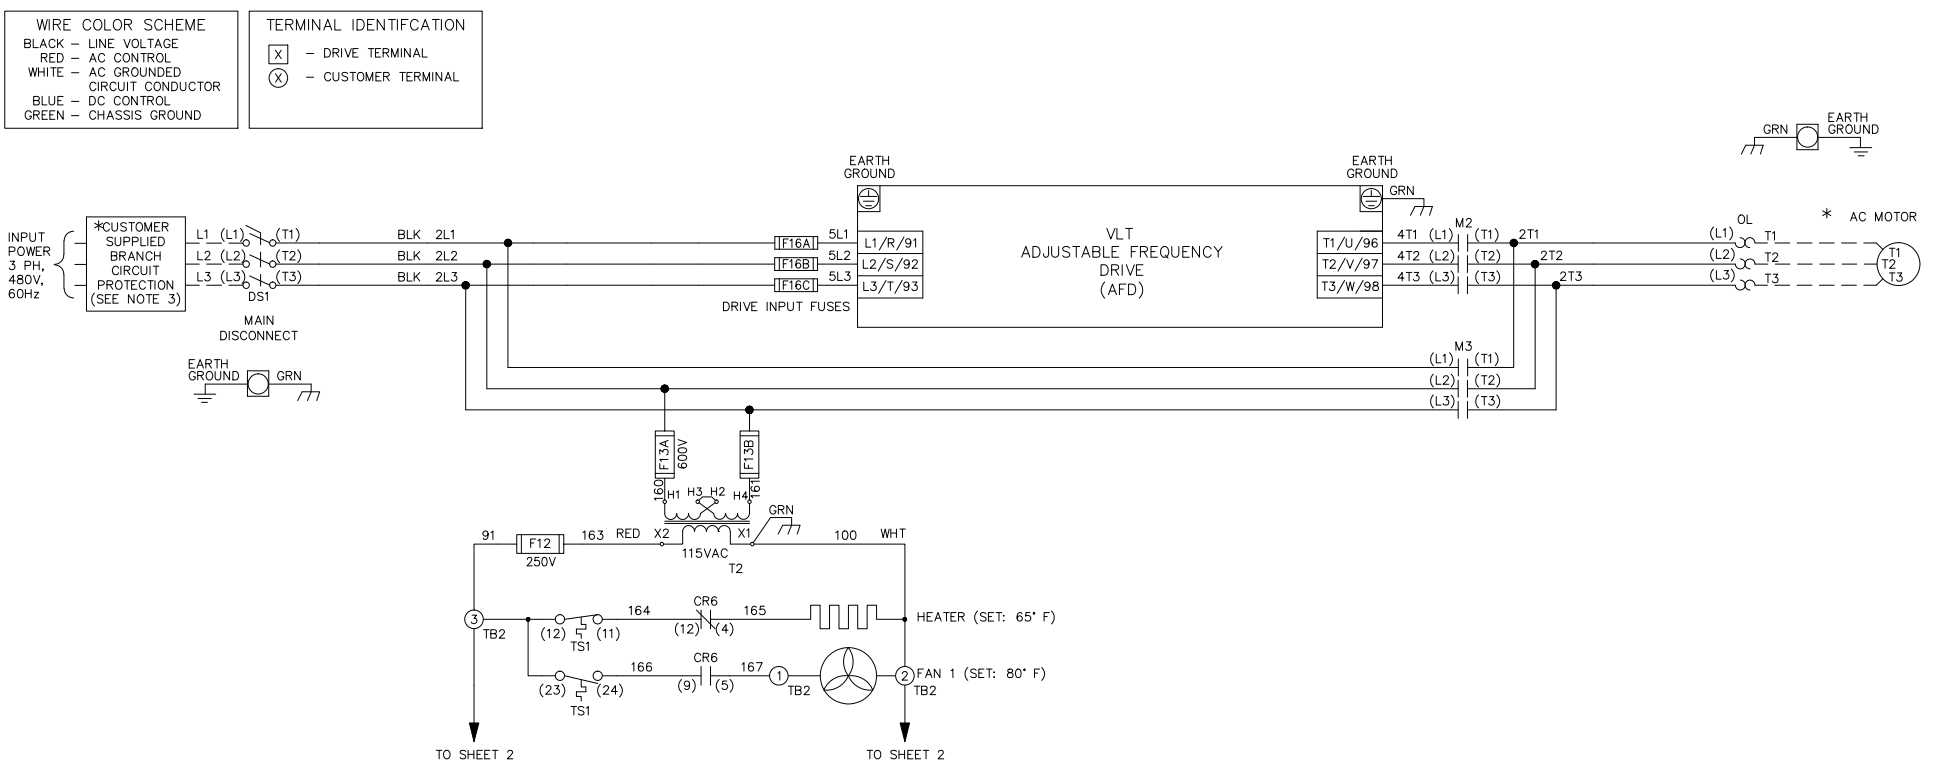 WIRE COLOR SCHEME
BLACK – LINE VOLTAGE
RED – AC CONTROL
WHITE – AC GROUNDED
CIRCUIT CONDUCTOR
BLUE – DC CONTROL
GREEN – CHASSIS GROUND
TERMINAL IDENTIFCATION
X – DRIVE TERMINAL
X – CUSTOMER TERMINAL
GRN
EARTH
GROUND
EARTH
GROUND
EARTH
GROUND
GRN
INPUT
POWER
3 PH,
480V,
60Hz
*CUSTOMER
SUPPLIED
BRANCH
CIRCUIT
PROTECTION
(SEE NOTE 3)
L1 (L1) (T1) BLK 2L1 F16A 5L1 L1/R/91
L2 (L2) (T2) BLK 2L2 F16B 5L2 L2/S/92
L3 (L3) (T3) BLK 2L3 F16C 5L3 L3/T/93
DS1
MAIN
DISCONNECT
DRIVE INPUT FUSES
VLT
ADJUSTABLE FREQUENCY
DRIVE
(AFD)
M2
T1/U/96 4T1 (L1) (T1) 2T1
T2/V/97 4T2 (L2) (T2) 2T2
T3/W/98 4T3 (L3) (T3) 2T3
OL
(L1) T1
(L2) T2
(L3) T3
* AC MOTOR
T1
T2
T3
EARTH
GROUND
GRN
M3
(L1) (T1)
(L2) (T2)
(L3) (T3)
F13A
600V
F13B
160
161
H1 H3 H2 H4
GRN
91 F12 163 RED X2 X1 100 WHT
250V
115VAC
T2
3
TB2
(12) (11)
TS1
164
CR6
(12) (4)
165
HEATER (SET: 65° F)
(23) (24)
TS1
166
CR6
(9) (5)
167
1
TB2
2
TB2
FAN 1 (SET: 80° F)
TO SHEET 2
TO SHEET 2